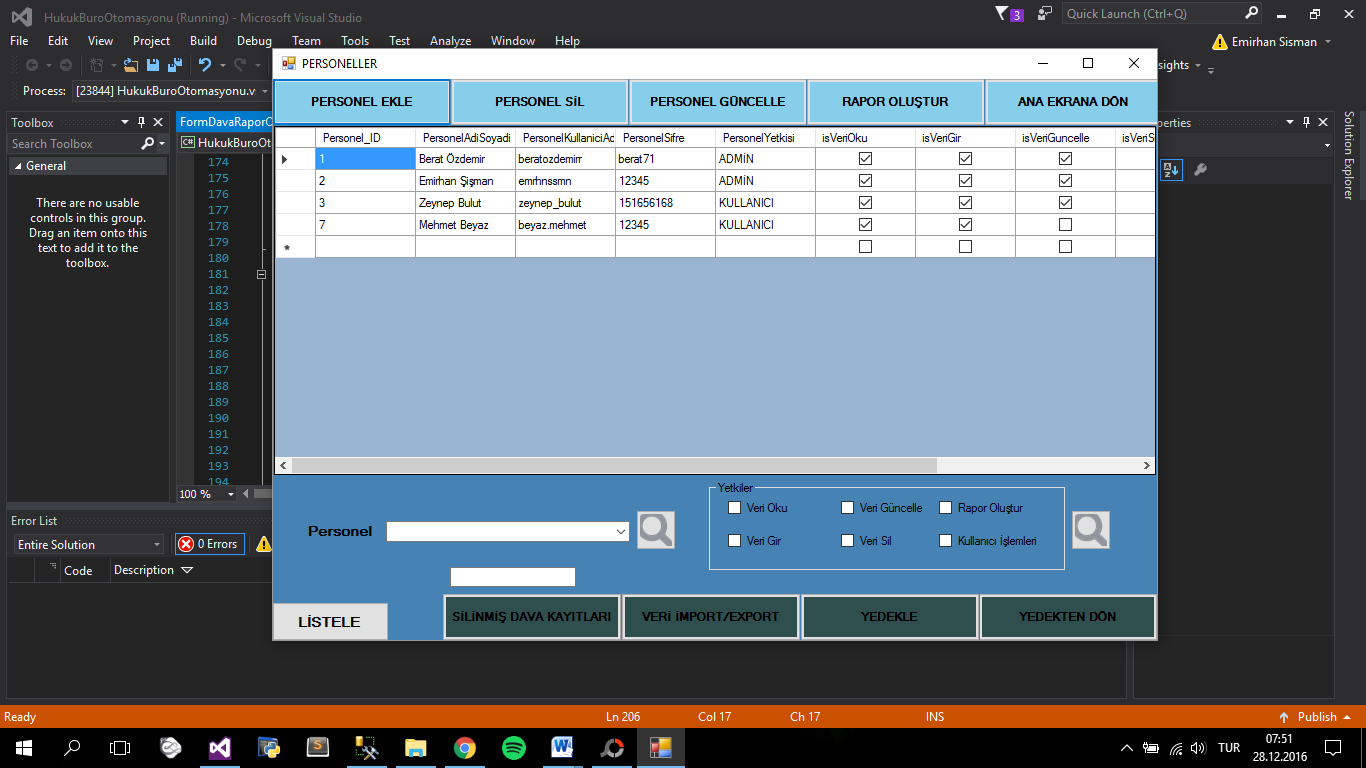 HukukBuroOtomasyonu (Running) - Microsoft Visual Studio
3
Quick Launch (Ctrl+Q)
File Edit View Project Build Debug Team Tools Test Analyze Window Help
Emirhan Sisman
Process: [23844] HukukBuroOtomasyonu.v
sights
PERSONELLER
PERSONEL EKLE
PERSONEL SİL
PERSONEL GÜNCELLE
RAPOR OLUŞTUR
ANA EKRANA DÖN
Toolbox
Search Toolbox
General
There are no usable
controls in this group.
Drag an item onto this
text to add it to the
toolbox.
FormDavaRaporO
C# HukukBuroOt
174
175
176
177
178
179
180
181
182
183
184
185
186
187
188
189
190
191
192
193
194
100 %
Personel_ID PersonelAdiSoyadi PersonelKullaniciAd PersonelSifre PersonelYetkisi isVeriOku isVeriGir isVeriGuncelle isVeriS
1 Berat Özdemir beratozdemirr berat71 ADMİN
2 Emirhan Şişman emrhnssmn 12345 ADMİN
3 Zeynep Bulut zeynep_bulut 151656168 KULLANICI
7 Mehmet Beyaz beyaz.mehmet 12345 KULLANICI
*
perties
Solution Explorer
Personel
Yetkiler
Veri Oku Veri Güncelle Rapor Oluştur
Veri Gir Veri Sil Kullanıcı İşlemleri
LİSTELE
SİLİNMİŞ DAVA KAYITLARI
VERİ İMPORT/EXPORT
YEDEKLE
YEDEKTEN DÖN
Error List
Entire Solution
0 Errors
Code Description
Ready Ln 206 Col 17 Ch 17 INS Publish
TUR
07:51
28.12.2016